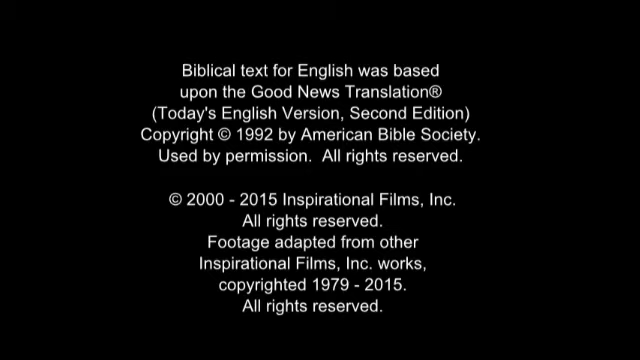 Biblical text for English was based
upon the Good News Translation®
(Today's English Version, Second Edition)
Copyright © 1992 by American Bible Society.
Used by permission.  All rights reserved.
© 2000 - 2015 Inspirational Films, Inc.
All rights reserved.
Footage adapted from other
Inspirational Films, Inc. works,
copyrighted 1979 - 2015.
All rights reserved.